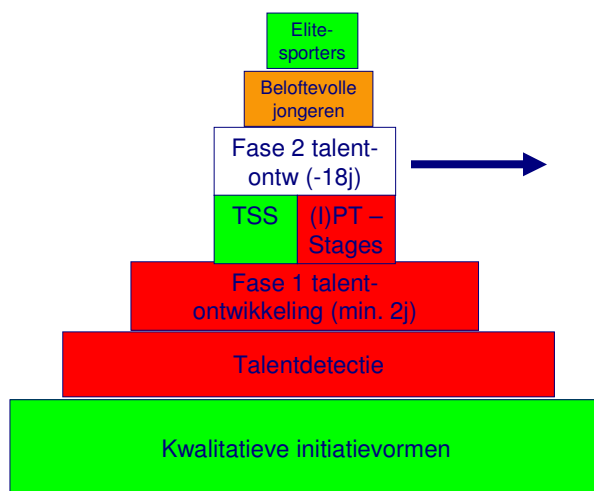 Elite-
sporters
Beloftevolle
jongeren
Fase 2 talent-
ontw (-18j)
TSS
(I)PT –
Stages
Fase 1 talent-
ontwikkeling (min. 2j)
Talentdetectie
Kwalitatieve initiatievormen